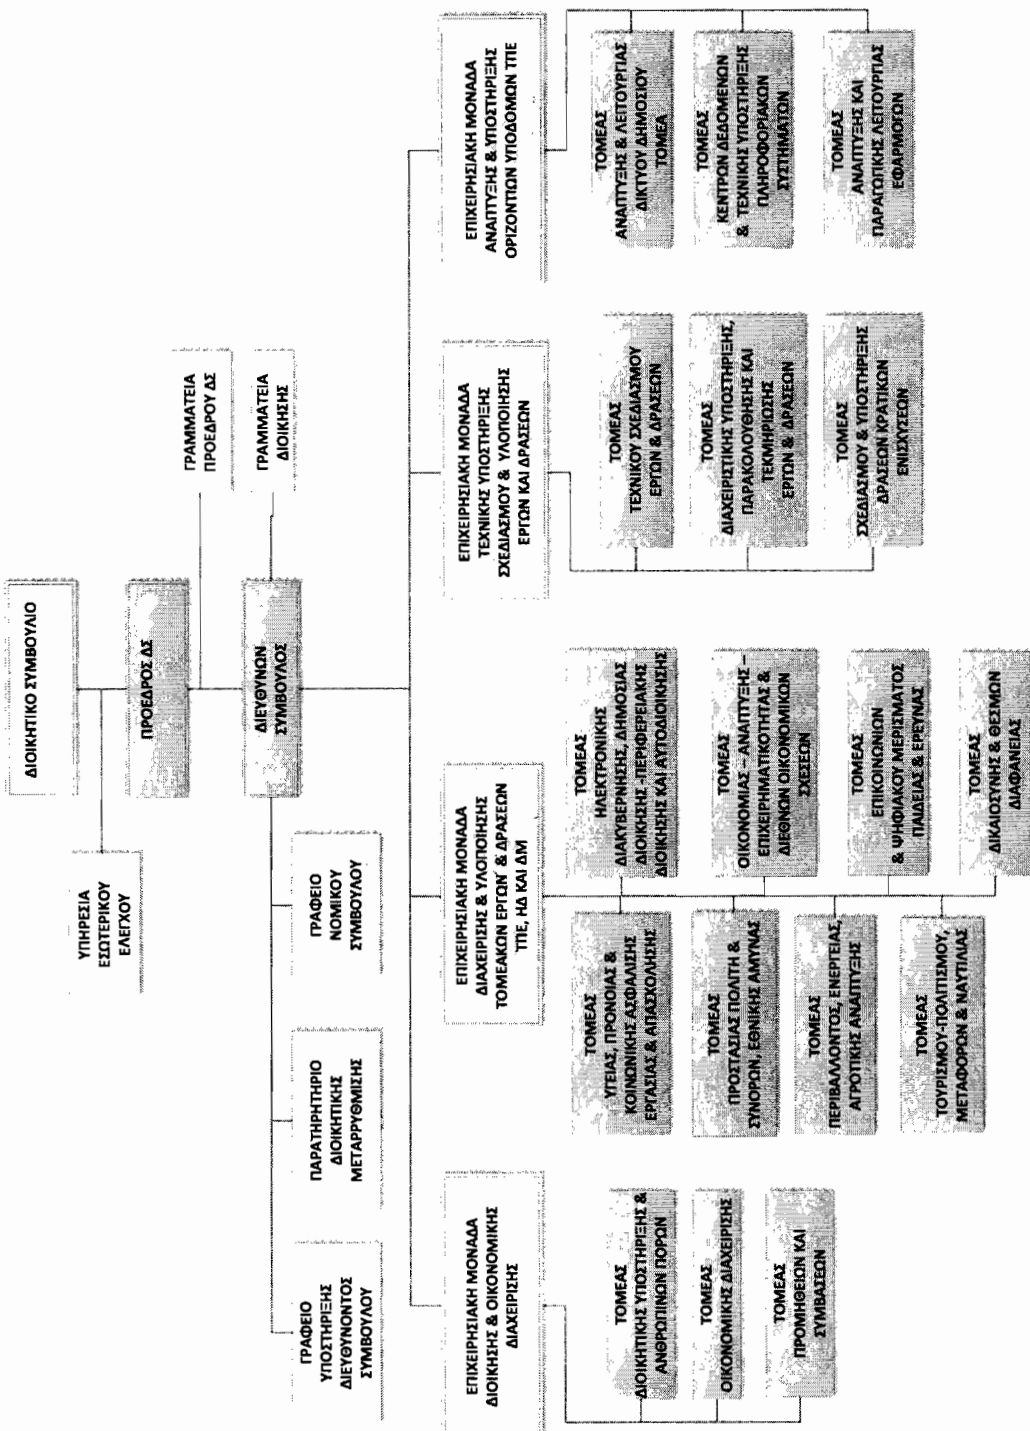 ΔΙΟΙΚΗΤΙΚΟ ΣΥΜΒΟΥΛΙΟ
ΥΠΗΡΕΣΙΑ
ΕΣΩΤΕΡΙΚΟΥ
ΕΛΕΓΧΟΥ
ΠΡΟΕΔΡΟΣ ΔΣ
ΓΡΑΜΜΑΤΕΙΑ
ΠΡΟΕΔΡΟΥ ΔΣ
ΔΙΕΥΘΥΝΩΝ
ΣΥΜΒΟΥΛΟΣ
ΓΡΑΜΜΑΤΕΙΑ
ΔΙΟΙΚΗΣΗΣ
ΓΡΑΦΕΙΟ
ΥΠΟΣΤΗΡΙΞΗΣ
ΔΙΕΥΘΥΝΟΝΤΟΣ
ΣΥΜΒΟΥΛΟΥ
ΠΑΡΑΤΗΡΗΤΗΡΙΟ
ΔΙΟΙΚΗΤΙΚΗΣ
ΜΕΤΑΡΡΥΘΜΙΣΗΣ
ΓΡΑΦΕΙΟ
ΝΟΜΙΚΟΥ
ΣΥΜΒΟΥΛΟΥ
ΕΠΙΧΕΙΡΗΣΙΑΚΗ ΜΟΝΑΔΑ
ΔΙΟΙΚΗΣΗΣ & ΟΙΚΟΝΟΜΙΚΗΣ
ΔΙΑΧΕΙΡΙΣΗΣ
ΤΟΜΕΑΣ
ΔΙΟΙΚΗΤΙΚΗΣ ΥΠΟΣΤΗΡΙΞΗΣ &
ΑΝΘΡΩΠΙΝΩΝ ΠΟΡΩΝ
ΤΟΜΕΑΣ
ΟΙΚΟΝΟΜΙΚΗΣ ΔΙΑΧΕΙΡΙΣΗΣ
ΤΟΜΕΑΣ
ΠΡΟΜΗΘΕΙΩΝ ΚΑΙ
ΣΥΜΒΑΣΕΩΝ
ΕΠΙΧΕΙΡΗΣΙΑΚΗ ΜΟΝΑΔΑ
ΔΙΑΧΕΙΡΙΣΗΣ & ΥΛΟΠΟΙΗΣΗΣ
ΤΟΜΕΑΚΩΝ ΕΡΓΩΝ & ΔΡΑΣΕΩΝ
ΤΠΕ, ΗΔ ΚΑΙ ΔΜ
ΤΟΜΕΑΣ
ΥΓΕΙΑΣ, ΠΡΟΝΟΙΑΣ &
ΚΟΙΝΩΝΙΚΗΣ ΑΣΦΑΛΙΣΗΣ
ΕΡΓΑΣΙΑΣ & ΑΠΑΣΧΟΛΗΣΗΣ
ΤΟΜΕΑΣ
ΠΡΟΣΤΑΣΙΑΣ ΠΟΛΙΤΗ &
ΣΥΝΟΡΩΝ, ΕΘΝΙΚΗΣ ΑΜΥΝΑΣ
ΤΟΜΕΑΣ
ΠΕΡΙΒΑΛΛΟΝΤΟΣ, ΕΝΕΡΓΕΙΑΣ,
ΑΓΡΟΤΙΚΗΣ ΑΝΑΠΤΥΞΗΣ
ΤΟΜΕΑΣ
ΤΟΥΡΙΣΜΟΥ-ΠΟΛΙΤΙΣΜΟΥ,
ΜΕΤΑΦΟΡΩΝ & ΝΑΥΤΙΛΙΑΣ
ΤΟΜΕΑΣ
ΗΛΕΚΤΡΟΝΙΚΗΣ
ΔΙΑΚΥΒΕΡΝΗΣΗΣ, ΔΗΜΟΣΙΑΣ
ΔΙΟΙΚΗΣΗΣ -ΠΕΡΙΦΕΡΕΙΑΚΗΣ
ΔΙΟΙΚΗΣΗΣ ΚΑΙ ΑΥΤΟΔΙΟΙΚΗΣΗΣ
ΤΟΜΕΑΣ
ΟΙΚΟΝΟΜΙΑΣ – ΑΝΑΠΤΥΞΗΣ –
ΕΠΙΧΕΙΡΗΜΑΤΙΚΟΤΗΤΑΣ &
ΔΙΕΘΝΩΝ ΟΙΚΟΝΟΜΙΚΩΝ
ΣΧΕΣΕΩΝ
ΤΟΜΕΑΣ
ΕΠΙΚΟΙΝΩΝΙΩΝ
& ΨΗΦΙΑΚΟΥ ΜΕΡΙΣΜΑΤΟΣ
ΠΑΙΔΕΙΑΣ & ΕΡΕΥΝΑΣ
ΤΟΜΕΑΣ
ΔΙΚΑΙΟΣΥΝΗΣ & ΘΕΣΜΩΝ
ΔΙΑΦΑΝΕΙΑΣ
ΕΠΙΧΕΙΡΗΣΙΑΚΗ ΜΟΝΑΔΑ
ΤΕΧΝΙΚΗΣ ΥΠΟΣΤΗΡΙΞΗΣ
ΣΧΕΔΙΑΣΜΟΥ & ΥΛΟΠΟΙΗΣΗΣ
ΕΡΓΩΝ ΚΑΙ ΔΡΑΣΕΩΝ
ΤΟΜΕΑΣ
ΤΕΧΝΙΚΟΥ ΣΧΕΔΙΑΣΜΟΥ
ΕΡΓΩΝ & ΔΡΑΣΕΩΝ
ΤΟΜΕΑΣ
ΔΙΑΧΕΙΡΙΣΤΙΚΗΣ ΥΠΟΣΤΗΡΙΞΗΣ,
ΠΑΡΑΚΟΛΟΥΘΗΣΗΣ ΚΑΙ
ΤΕΚΜΗΡΙΩΣΗΣ
ΕΡΓΩΝ & ΔΡΑΣΕΩΝ
ΤΟΜΕΑΣ
ΣΧΕΔΙΑΣΜΟΥ & ΥΠΟΣΤΗΡΙΞΗΣ
ΔΡΑΣΕΩΝ ΚΡΑΤΙΚΩΝ
ΕΝΙΣΧΥΣΕΩΝ
ΕΠΙΧΕΙΡΗΣΙΑΚΗ ΜΟΝΑΔΑ
ΑΝΑΠΤΥΞΗΣ & ΥΠΟΣΤΗΡΙΞΗΣ
ΟΡΙΖΟΝΤΙΩΝ ΥΠΟΔΟΜΩΝ ΤΠΕ
ΤΟΜΕΑΣ
ΑΝΑΠΤΥΞΗΣ & ΛΕΙΤΟΥΡΓΙΑΣ
ΔΙΚΤΥΟΥ ΔΗΜΟΣΙΟΥ
ΤΟΜΕΑ
ΤΟΜΕΑΣ
ΚΕΝΤΡΩΝ ΔΕΔΟΜΕΝΩΝ
& ΤΕΧΝΙΚΗΣ ΥΠΟΣΤΗΡΙΞΗΣ
ΠΛΗΡΟΦΟΡΙΑΚΩΝ
ΣΥΣΤΗΜΑΤΩΝ
ΤΟΜΕΑΣ
ΑΝΑΠΤΥΞΗΣ ΚΑΙ
ΠΑΡΑΓΩΓΙΚΗΣ ΛΕΙΤΟΥΡΓΙΑΣ
ΕΦΑΡΜΟΓΩΝ